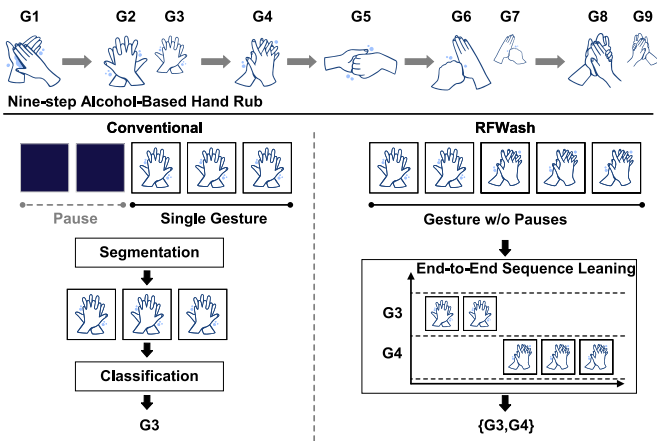 G1 G2 G3 G4 G5 G6 G7 G8 G9
Nine-step Alcohol-Based Hand Rub
Conventional
Pause
Single Gesture
Segmentation
Classification
G3
RFWash
Gesture w/o Pauses
End-to-End Sequence Leaning
G3
G4
{G3,G4}